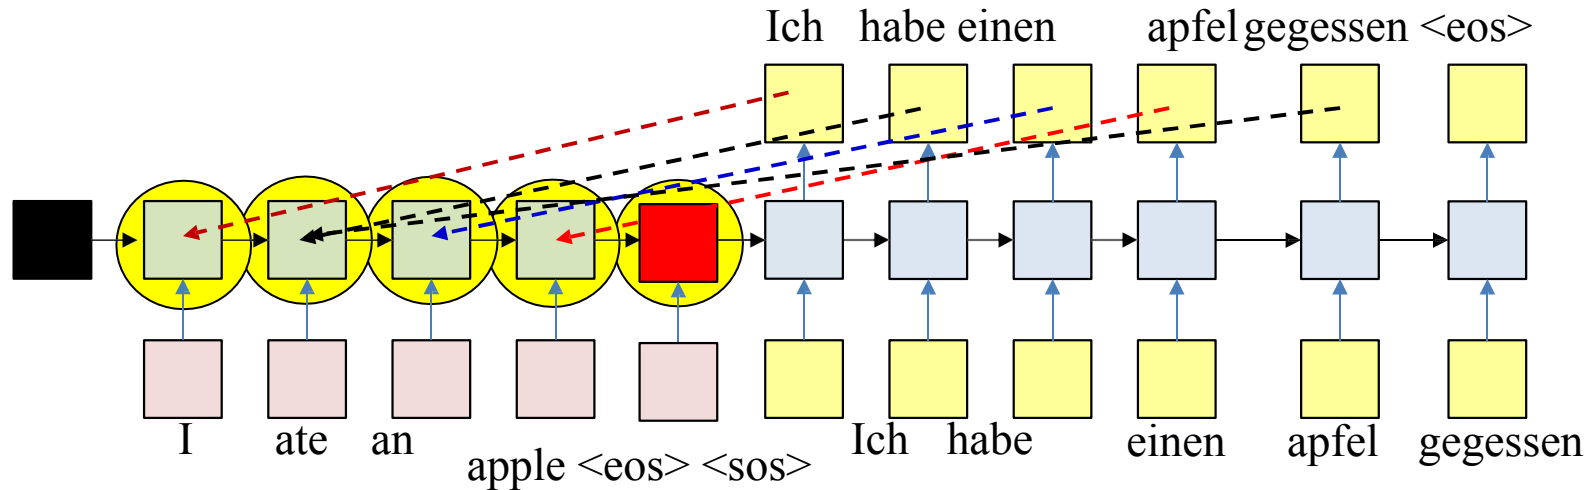 Ich habe einen apfel gegessen <eos>
I ate an Ich habe einen apfel gegessen
apple <eos> <sos>